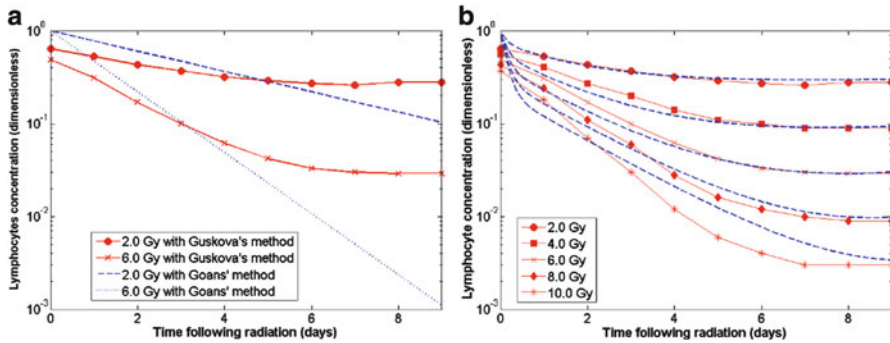 a
Lymphocytes concentration (dimensionless)
10^0
10^-1
10^-2
10^-3
0
2
4
6
8
Time following radiation (days)
2.0 Gy with Guskova's method
6.0 Gy with Guskova's method
2.0 Gy with Goans' method
6.0 Gy with Goans' method
b
Lymphocyte concentration (dimensionless)
10^0
10^-1
10^-2
10^-3
0
2
4
6
8
Time following radiation (days)
2.0 Gy
4.0 Gy
6.0 Gy
8.0 Gy
10.0 Gy